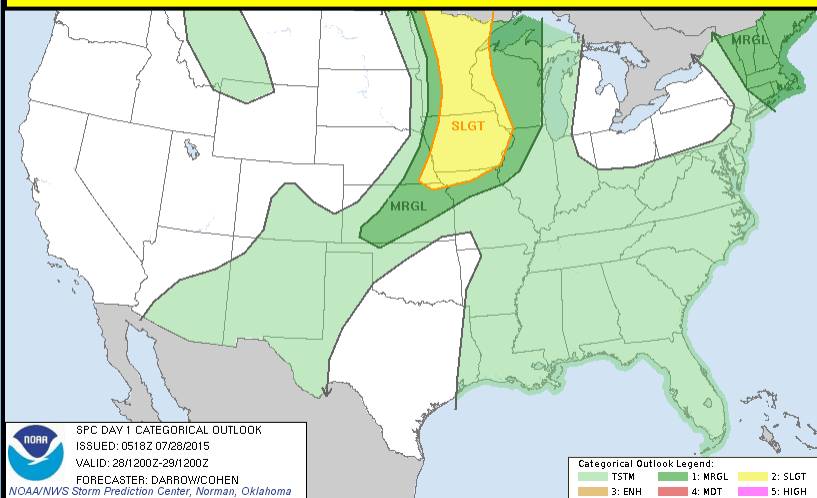 MRGL
SLGT
MRGL
SPC DAY 1 CATEGORICAL OUTLOOK
ISSUED: 0518Z 07/28/2015
VALID: 28/1200Z-29/1200Z
FORECASTER: DARROW/COHEN
NOAA/NWS Storm Prediction Center, Norman, Oklahoma
NOAA
Categorical Outlook Legend:
TSTM 1: MRGL 2: SLGT
3: ENH 4: MDT 5: HIGH